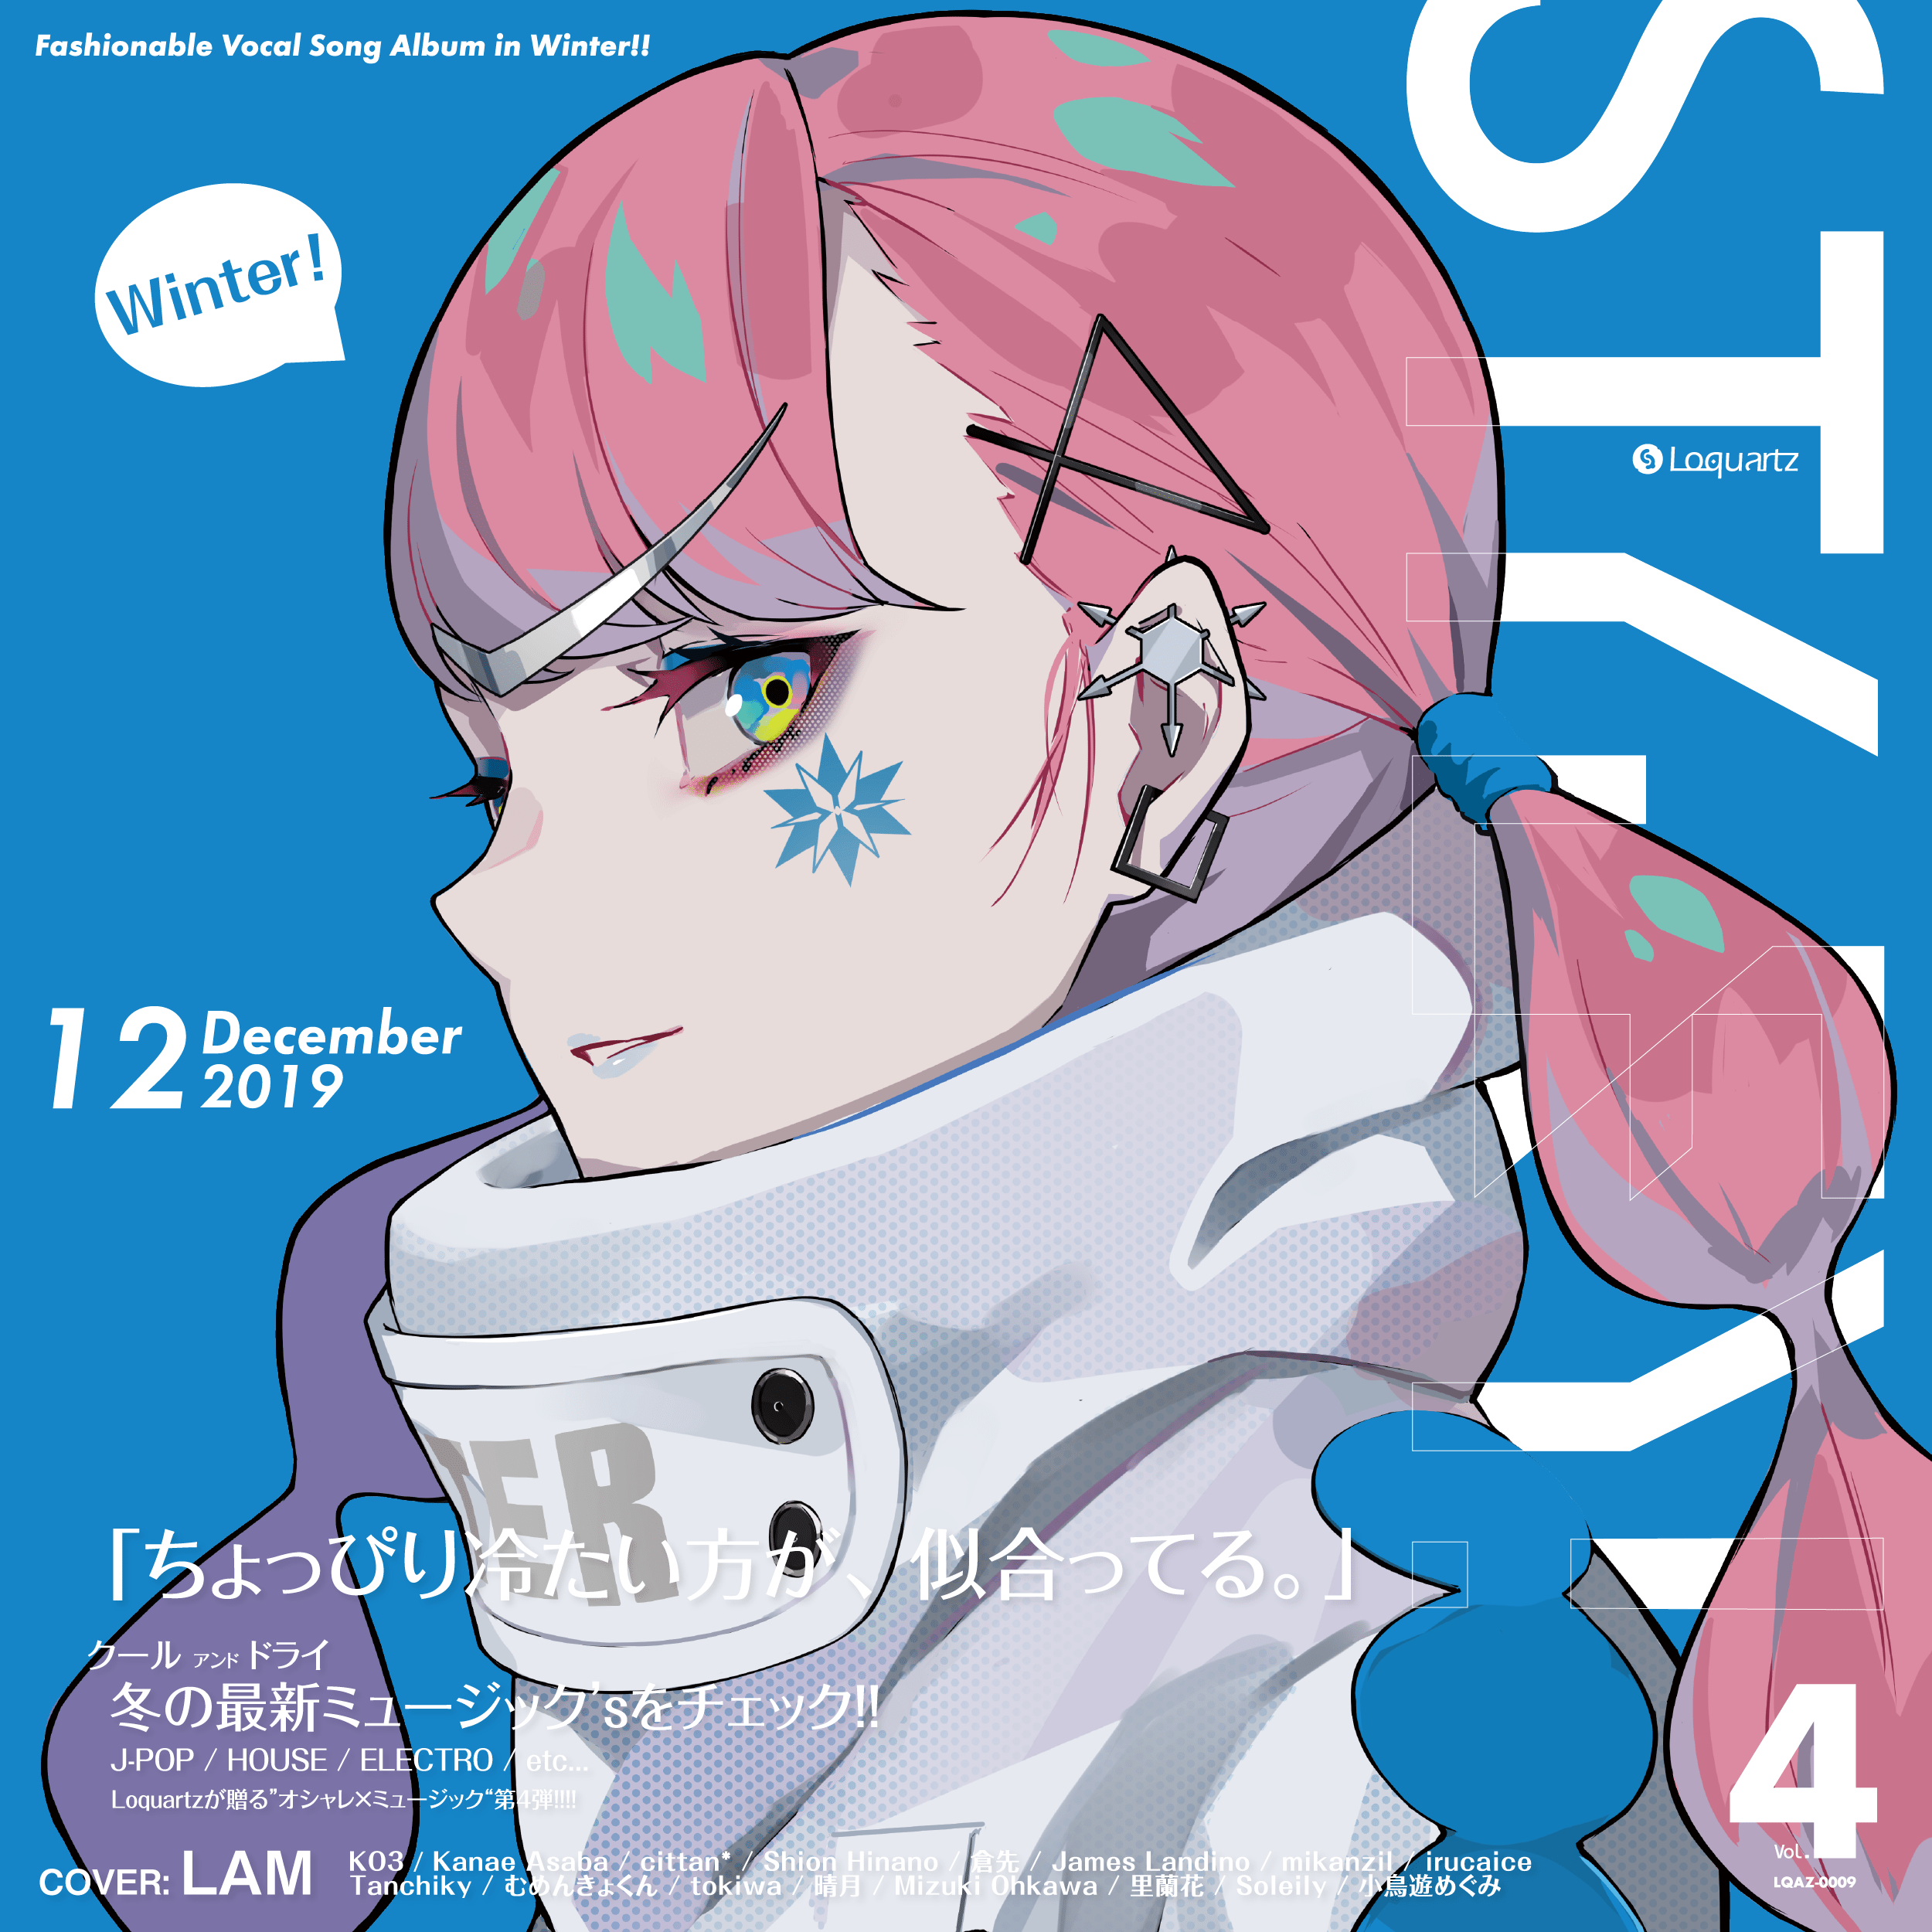 Fashionable Vocal Song Album in Winter!!
Winter!
Loquartz
12
December
2019
ER
「ちょっぴり冷たい方が、似合ってる。」
クール アンド ドライ
冬の最新ミュージック'sをチェック!!
J-POP / HOUSE / ELECTRO / etc...
Loquartzが贈る”オシャレ×ミュージック“第4弾!!!!
COVER: LAM
KO3 / Kanae Asaba / cittan* / Shion Hinano / 倉先 / James Landino / mikanzil / irucaice
Tanchiky / むめんきょくん / tokiwa / 晴月 / Mizuki Ohkawa / 里蘭花 / Soleily / 小鳥遊めぐみ
Vol. 4
LQAZ-0009